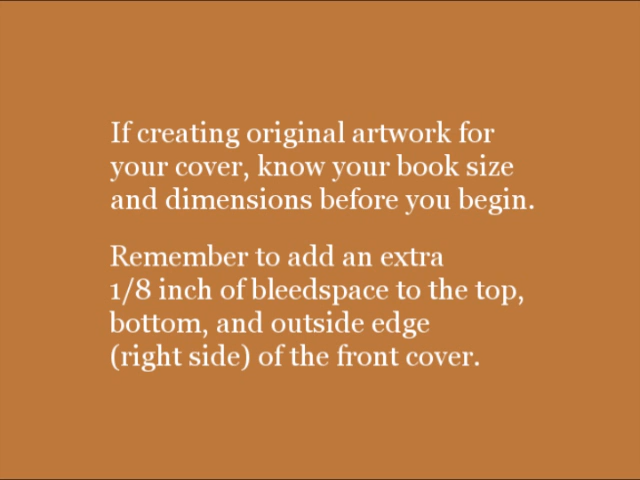 If creating original artwork for
your cover, know your book size
and dimensions before you begin.
Remember to add an extra
1/8 inch of bleedspace to the top,
bottom, and outside edge
(right side) of the front cover.